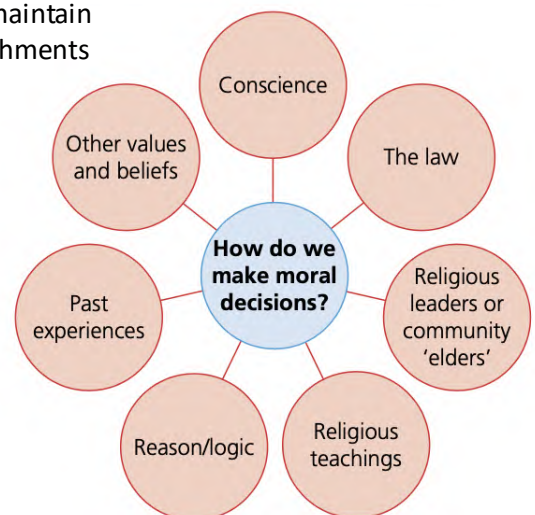 maintain
hments
Conscience
Other values
and beliefs
The law
How do we
make moral
decisions?
Past
experiences
Religious
leaders or
community
'elders'
Reason/logic
Religious
teachings